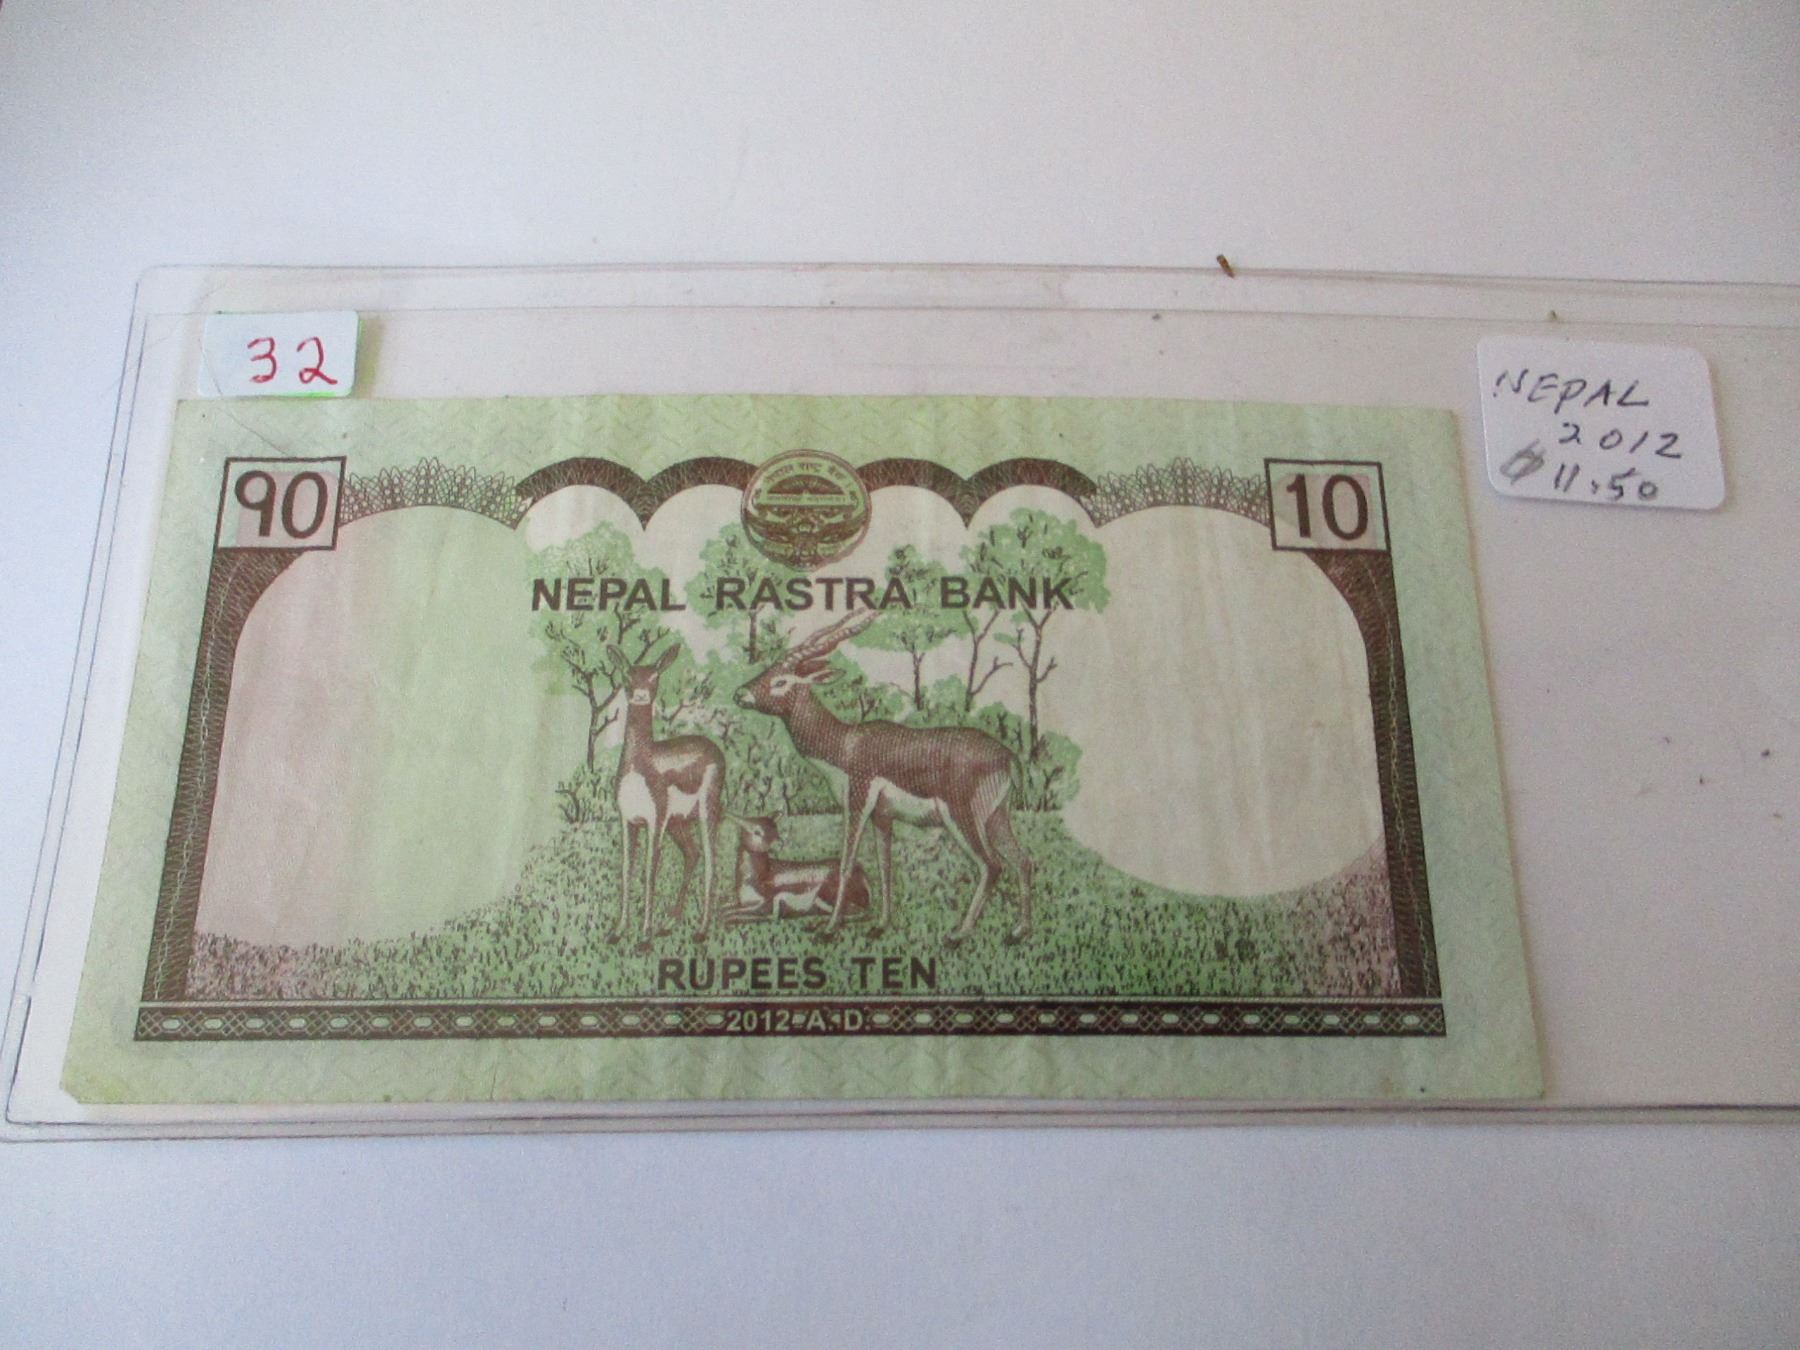 32
NEPAL
2012
11.50
१०
10
NEPAL RASTRA BANK
RUPEES TEN
2012 A.D.